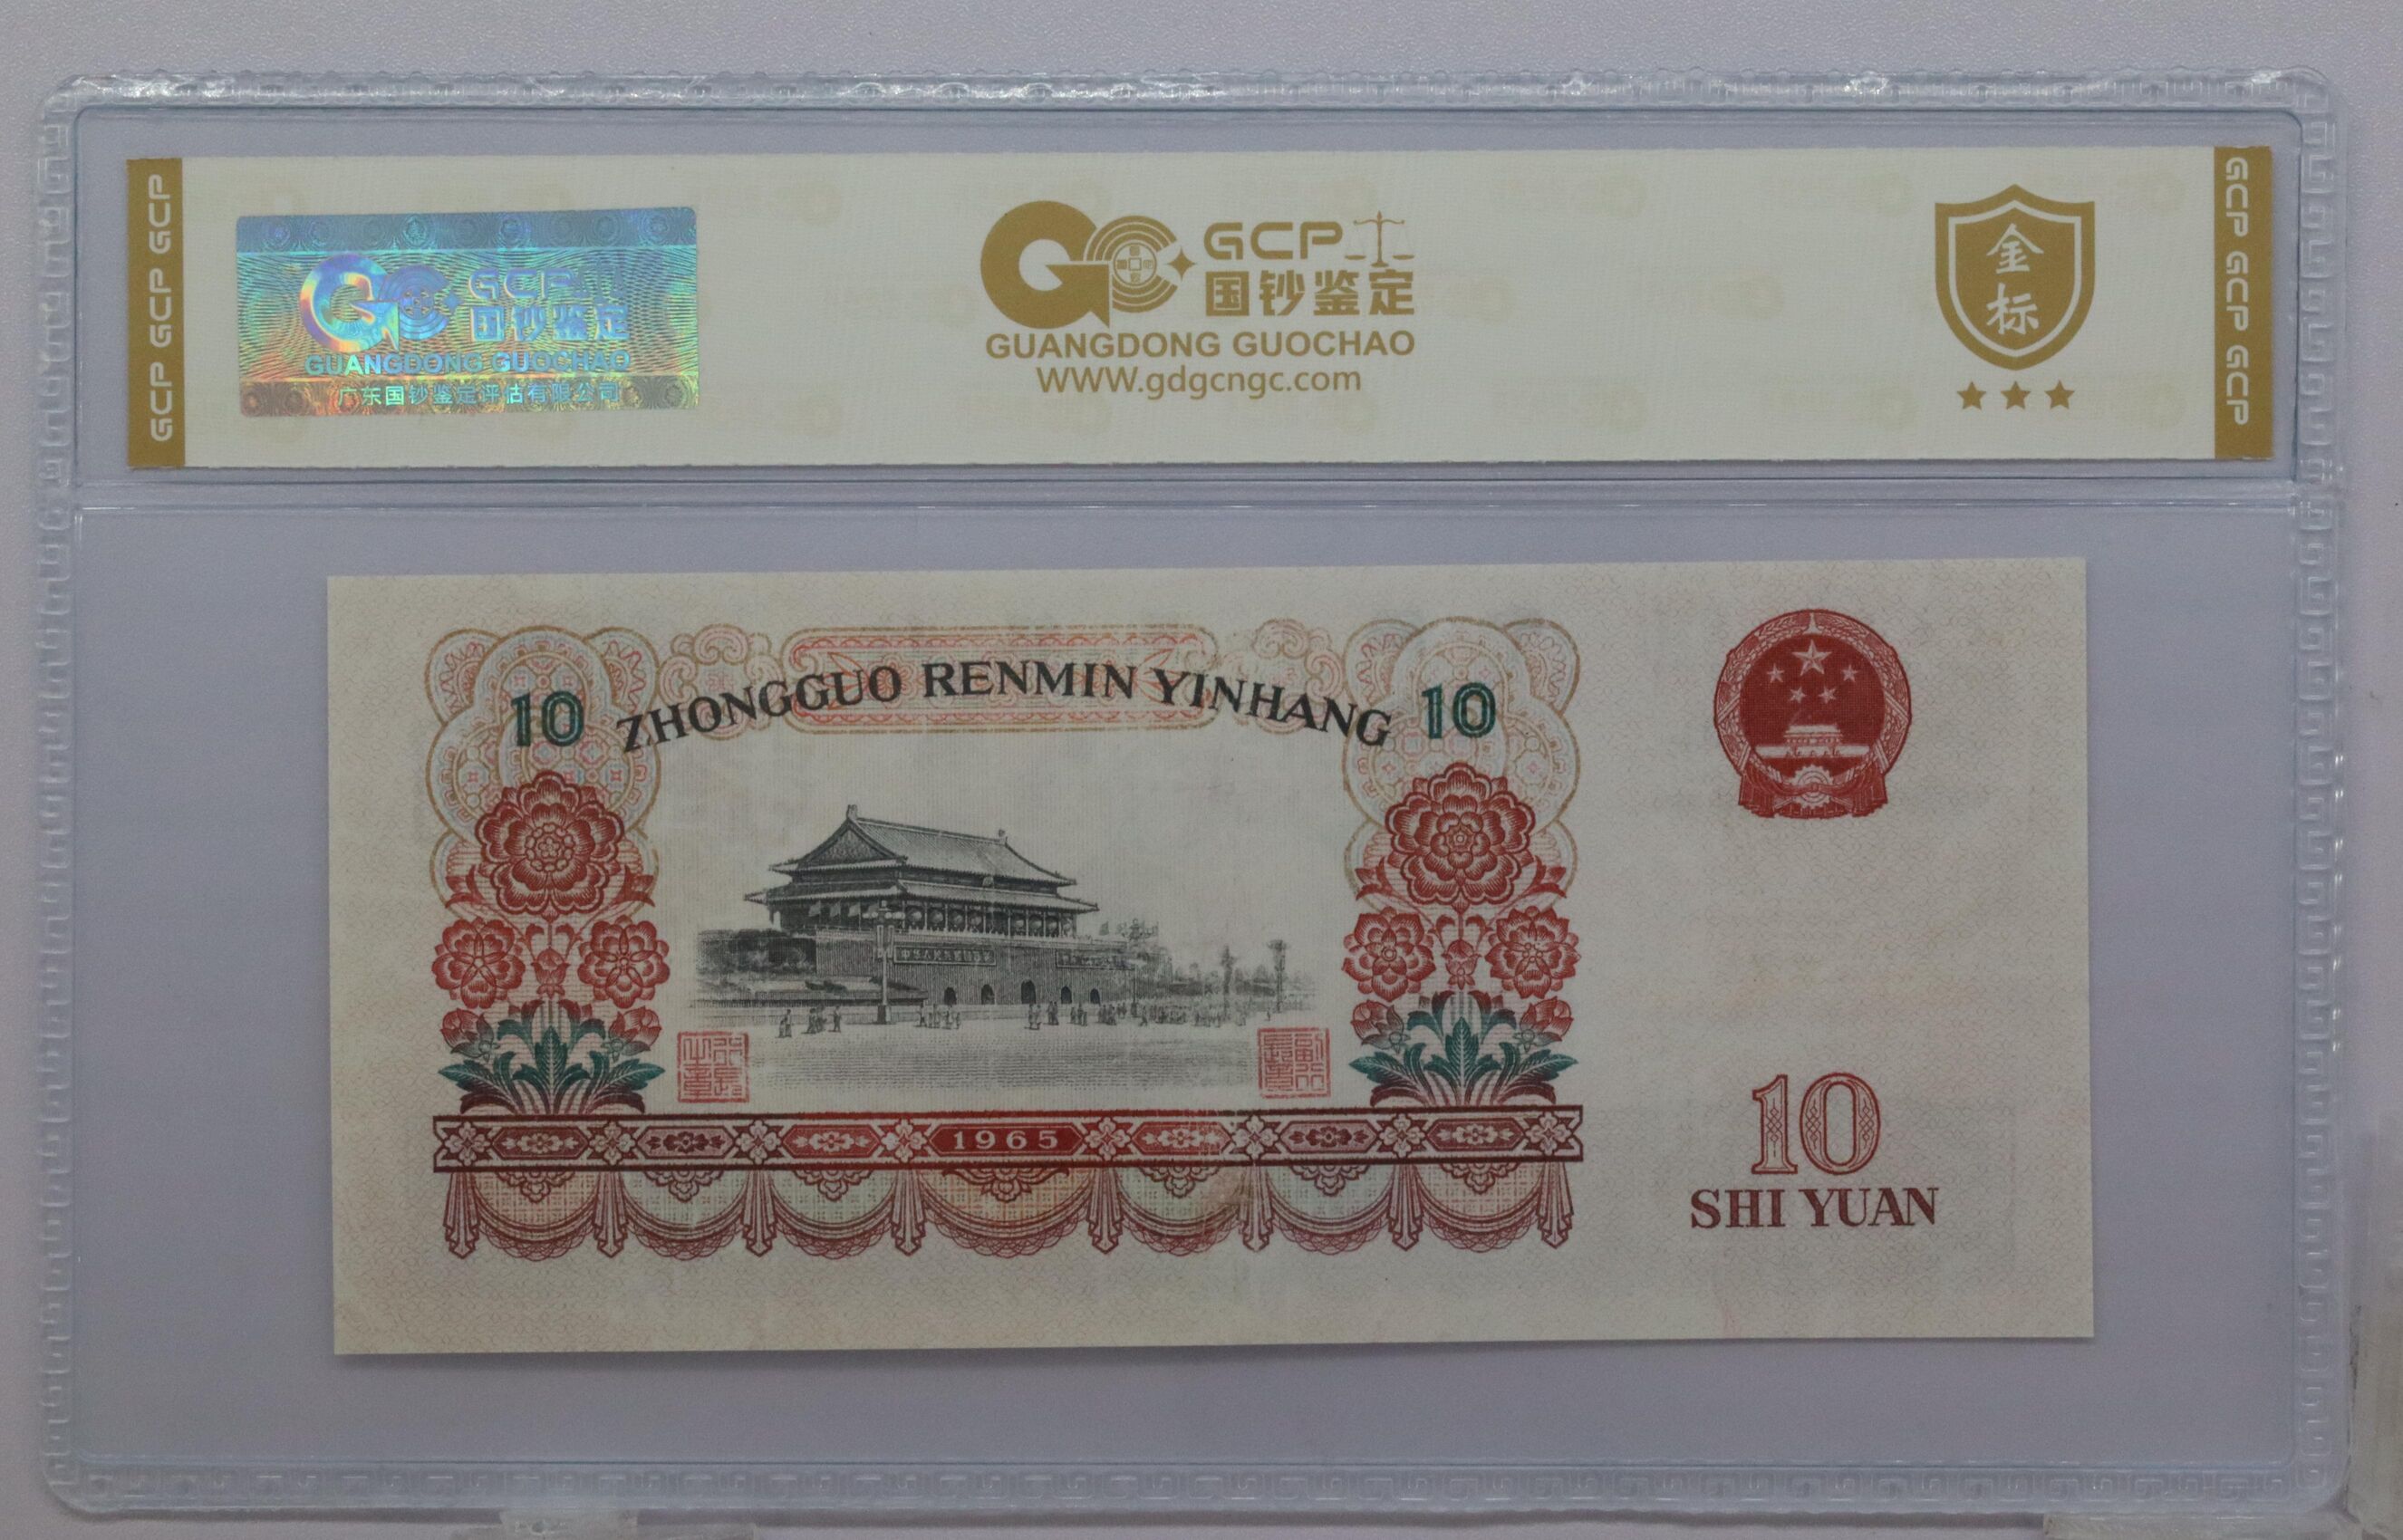 GCP GCP GCP
GCP
国钞鉴定
GUANGDONG GUOCHAO
广东国钞鉴定评估有限公司
GCP
国钞鉴定
GUANGDONG GUOCHAO
WWW.gdgcngc.com
金
标
GCP GCP GCP
10 ZHONGGUO RENMIN YINHANG 10
1965
10
SHI YUAN